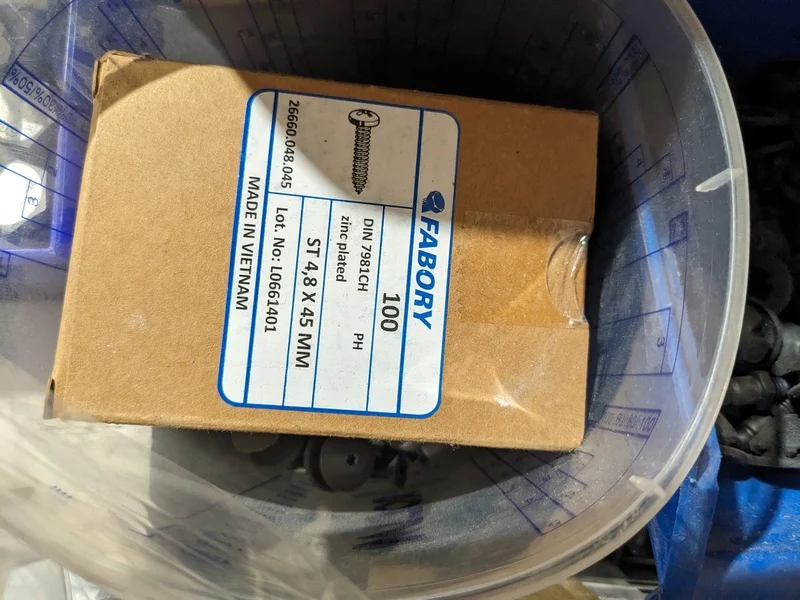 FABORY
100
DIN 7981CH PH
zinc plated
ST 4,8 X 45 MM
26660.048.045
Lot. No: L0661401
MADE IN VIETNAM